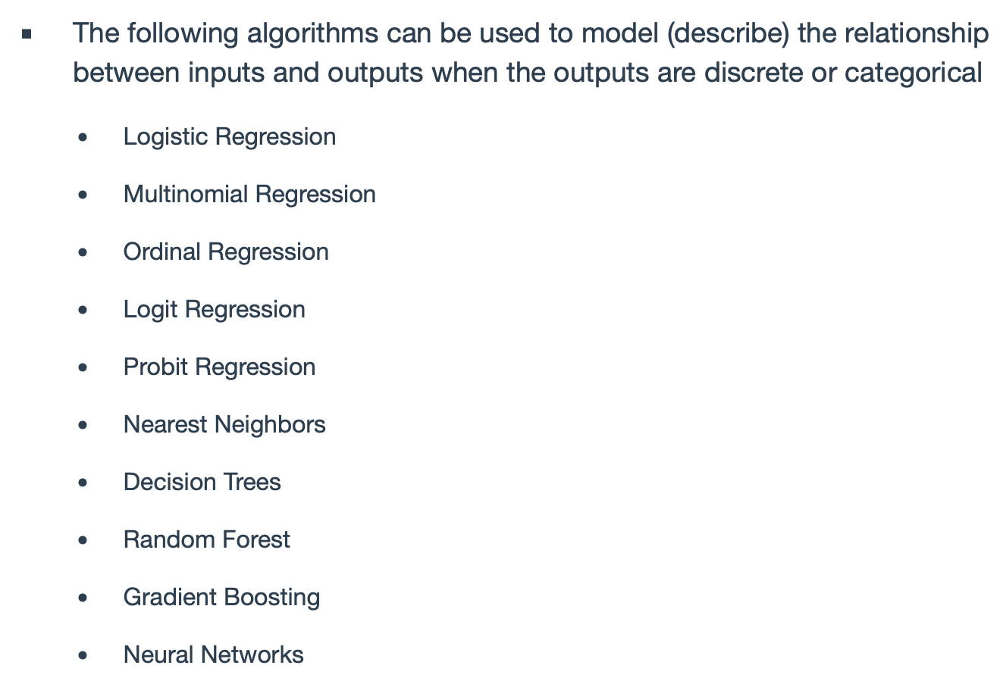 ▪ The following algorithms can be used to model (describe) the relationship
between inputs and outputs when the outputs are discrete or categorical
• Logistic Regression
• Multinomial Regression
• Ordinal Regression
• Logit Regression
• Probit Regression
• Nearest Neighbors
• Decision Trees
• Random Forest
• Gradient Boosting
• Neural Networks